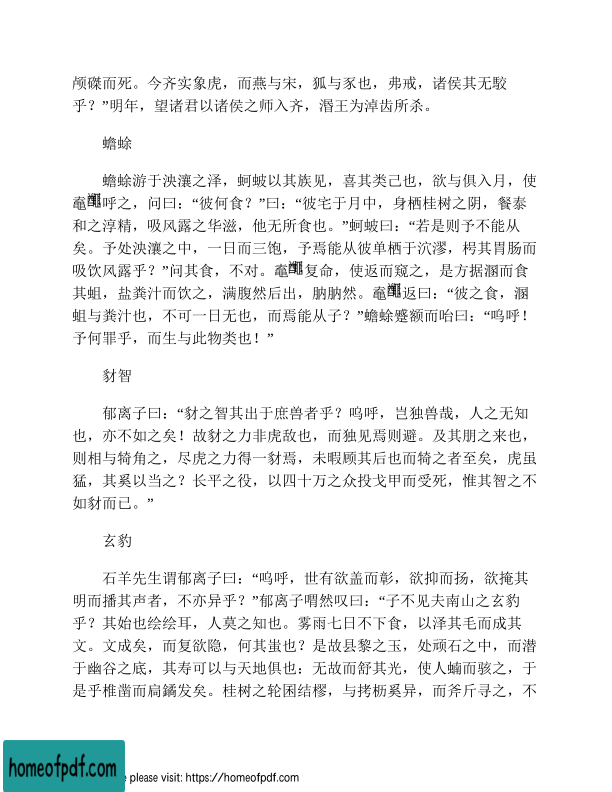 颅磔而死。今齐实象虎，而燕与宋，狐与豕也，弗戒，诸侯其无駮
乎？”明年，望诸君以诸侯之师入齐，湣王为淖齿所杀。
蟾蜍
蟾蜍游于泱瀼之泽，蚵蚾以其族见，喜其类己也，欲与俱入月，使
鼀呼之，问曰：“彼何食？”曰：“彼宅于月中，身栖桂树之阴，餐泰
和之淳精，吸风露之华滋，他无所食也。”蚵蚾曰：“若是则予不能从
矣。予处泱瀼之中，一日而三饱，予焉能从彼单栖于泬漻，枵其胃肠而
吸饮风露乎？”问其食，不对。鼀复命，使返而窥之，是方据溷而食
其蛆，盐粪汁而饮之，满腹然后出，肭肭然。鼀返曰：“彼之食，溷
蛆与粪汁也，不可一日无也，而焉能从子？”蟾蜍蹙额而咍曰：“呜呼！
予何罪乎，而生与此物类也！”
豺智
郁离子曰：“豺之智其出于庶兽者乎？呜呼，岂独兽哉，人之无知
也，亦不如之矣！故豺之力非虎敌也，而独见焉则避。及其朋之来也，
则相与犄角之，尽虎之力得一豺焉，未暇顾其后也而犄之者至矣，虎虽
猛，其奚以当之？长平之役，以四十万之众投戈甲而受死，惟其智之不
如豺而已。”
玄豹
石羊先生谓郁离子曰：“呜呼，世有欲盖而彰，欲抑而扬，欲掩其
明而播其声者，不亦异乎？”郁离子喟然叹曰：“子不见夫南山之玄豹
乎？其始也绘绘耳，人莫之知也。雾雨七日不下食，以泽其毛而成其
文。文成矣，而复欲隐，何其蚩也？是故县黎之玉，处顽石之中，而潜
于幽谷之底，其寿可以与天地俱也：无故而舒其光，使人蝻而骇之，于
是乎椎凿而扃鐍发矣。桂树之轮囷结樛，与拷枥奚异，而斧斤寻之，不
homeofpdf.com
e please visit: https://homeofpdf.com